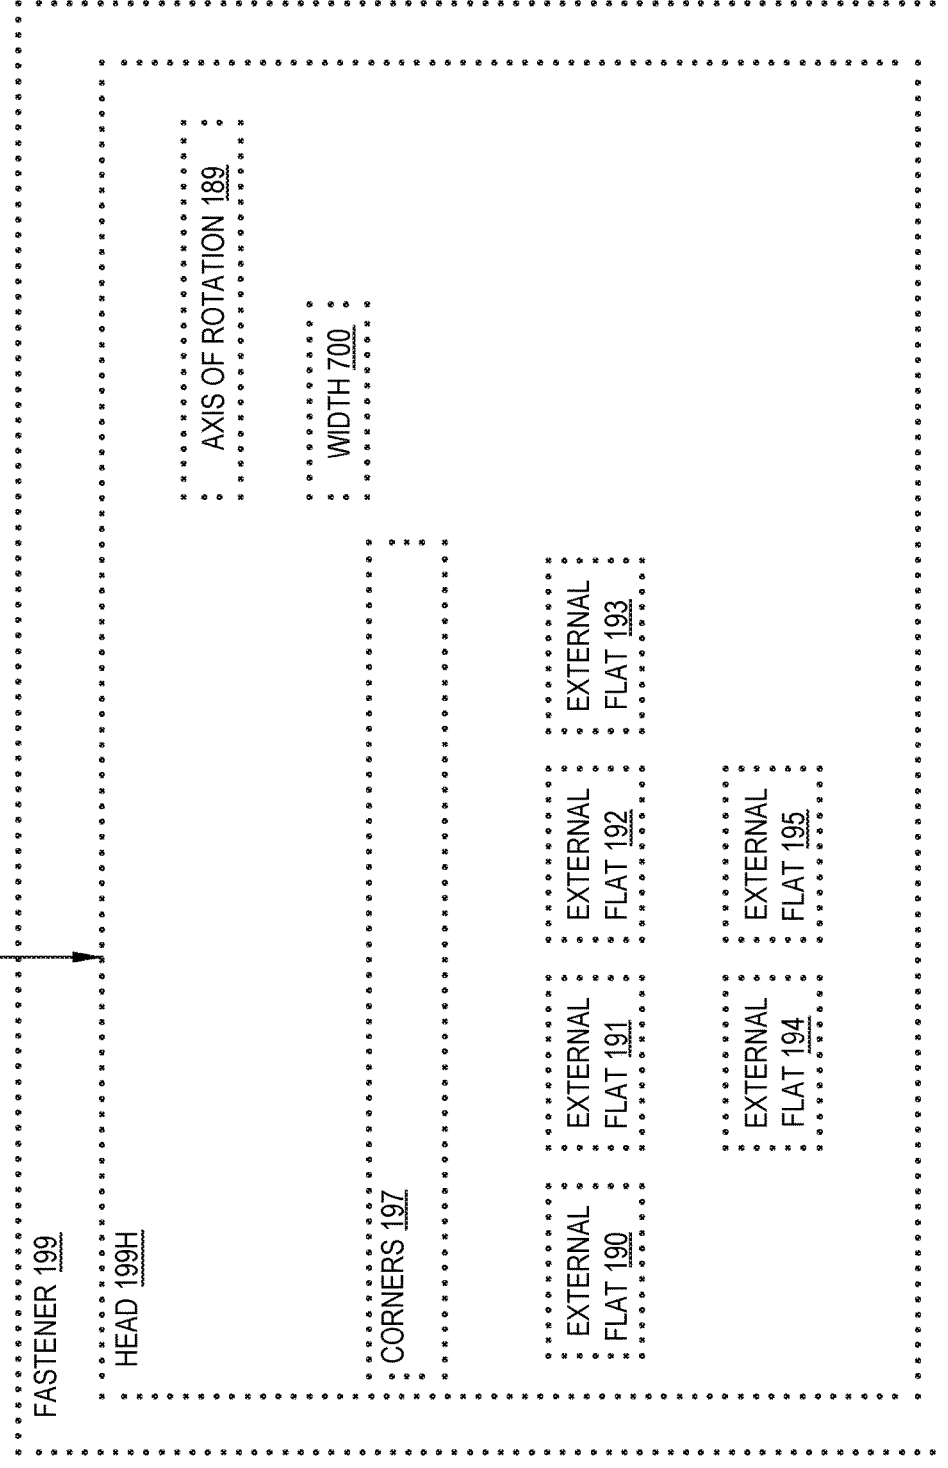 FASTENER 199
HEAD 199H
AXIS OF ROTATION 189
WIDTH 700
CORNERS 197
EXTERNAL
FLAT 190
EXTERNAL
FLAT 191
EXTERNAL
FLAT 192
EXTERNAL
FLAT 193
EXTERNAL
FLAT 194
EXTERNAL
FLAT 195